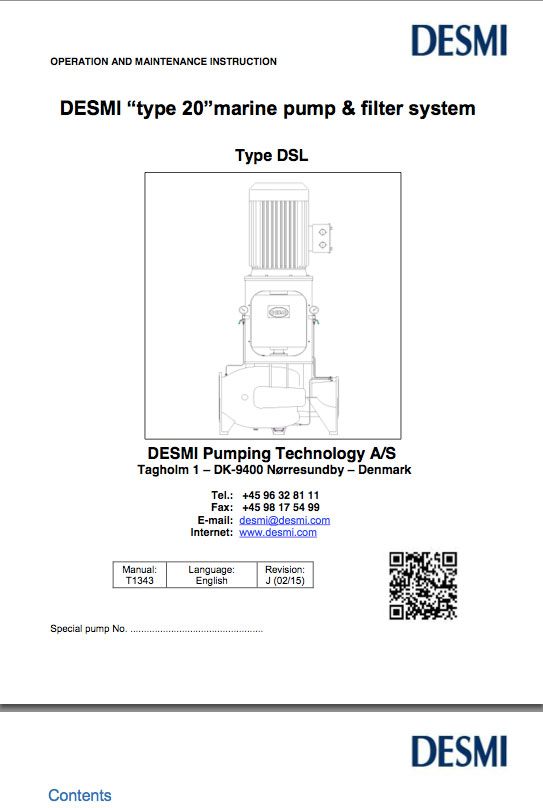 DESMI
OPERATION AND MAINTENANCE INSTRUCTION
DESMI “type 20”marine pump & filter system
Type DSL
DESMI Pumping Technology A/S
Tagholm 1 – DK-9400 Nørresundby – Denmark
Tel.: +45 96 32 81 11
Fax: +45 98 17 54 99
E-mail: desmi@desmi.com
Internet: www.desmi.com
Manual: Language: Revision:
T1343 English J (02/15)
Special pump No. ................................................
DESMI
Contents